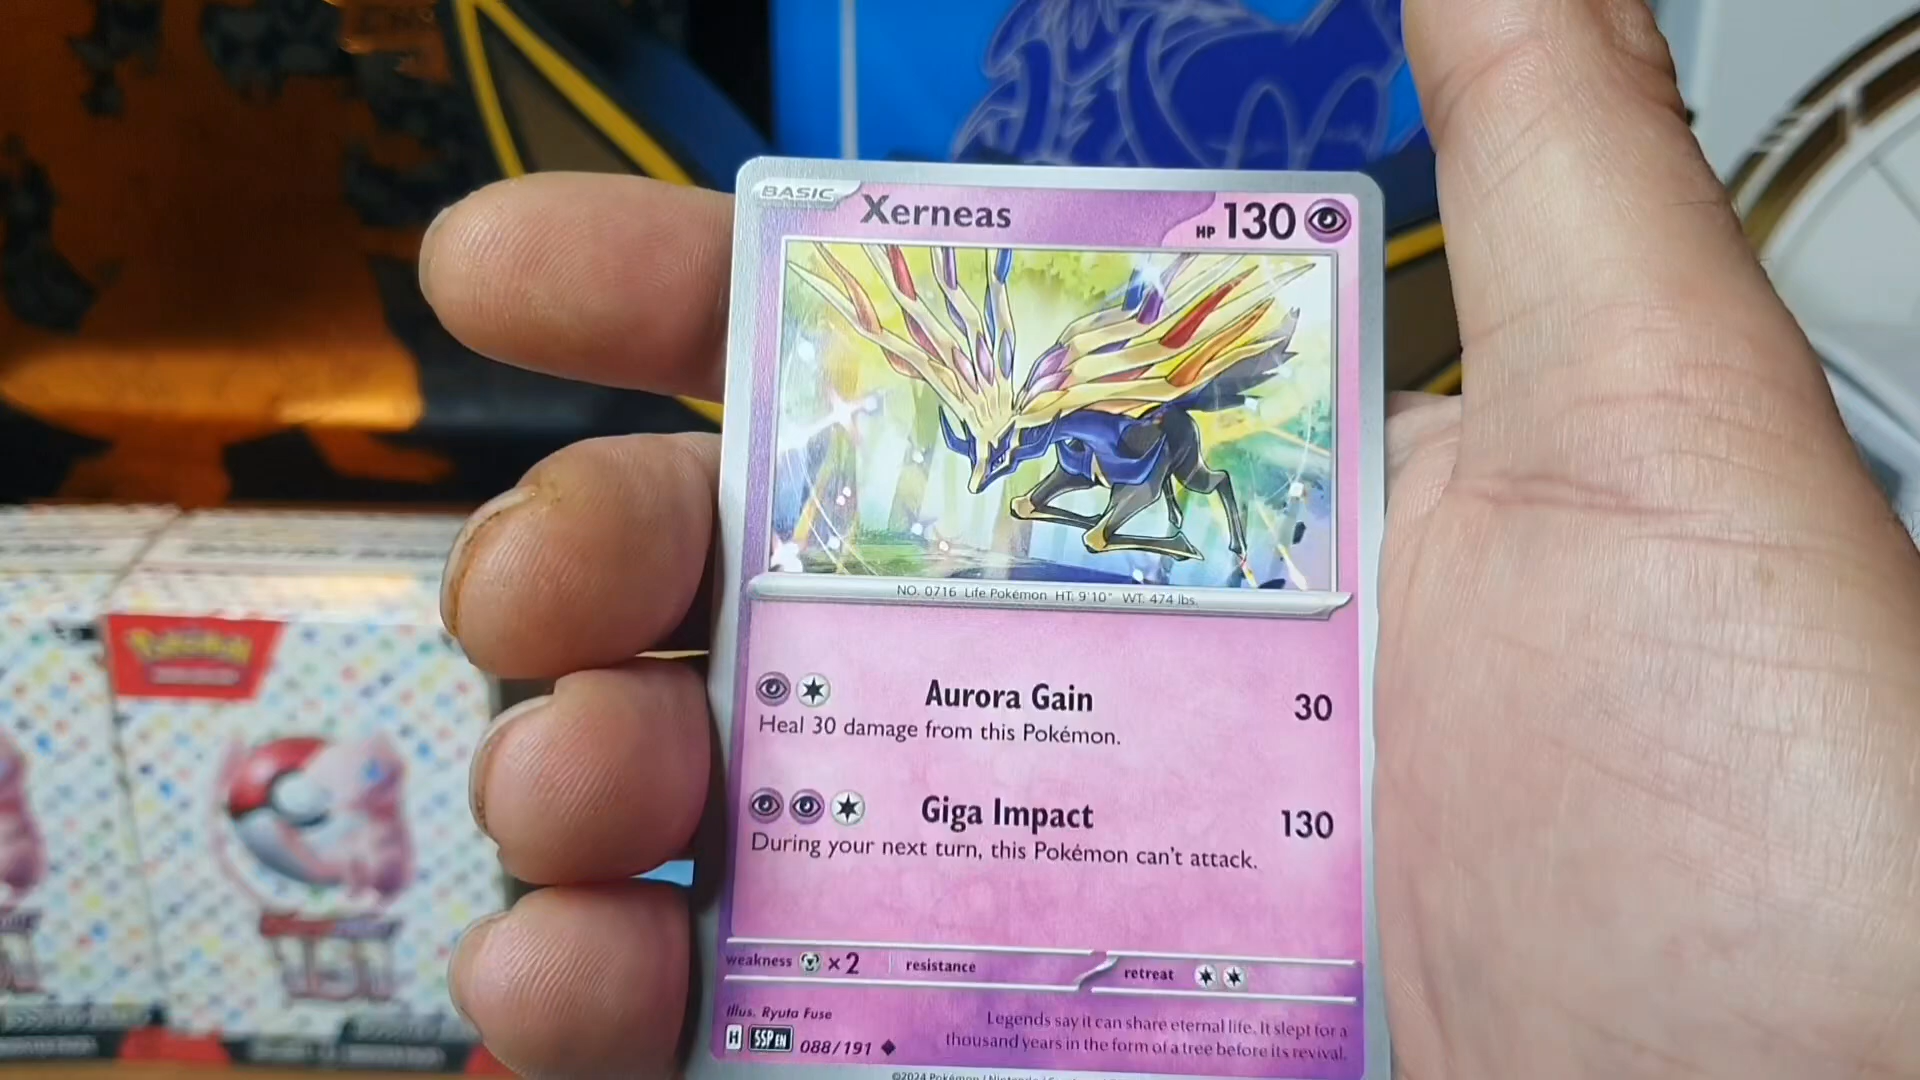 BASIC
Xerneas
HP 130
NO. 0716 Life Pokémon HT. 9'10" WT. 474 lbs.
Aurora Gain 30
Heal 30 damage from this Pokémon.
Giga Impact 130
During your next turn, this Pokémon can't attack.
weakness ×2 resistance retreat
Illus. Ryuta Fuse
Legends say it can share eternal life. It slept for a
thousand years in the form of a tree before its revival.
H SSP EN 088/191
©2024 Pokémon / Nintendo
Pokémon